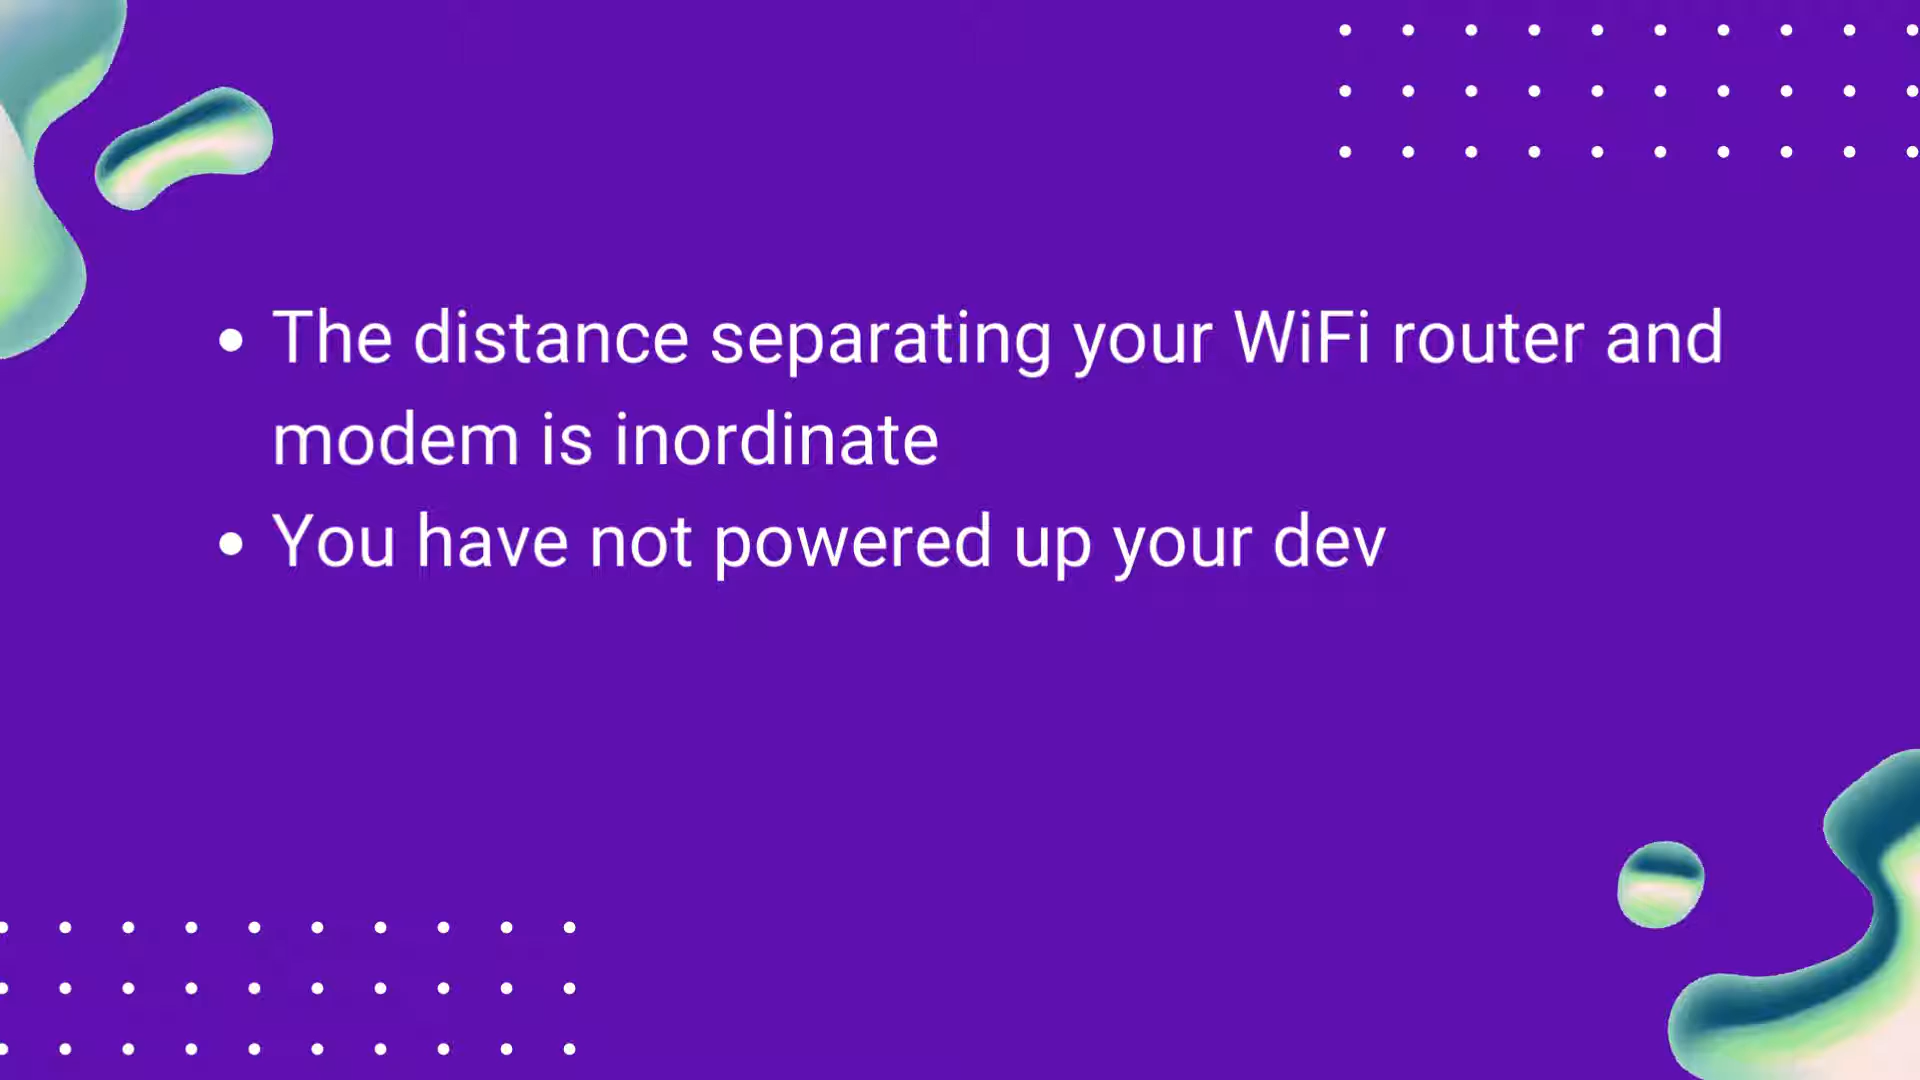 • The distance separating your WiFi router and
modem is inordinate
• You have not powered up your dev